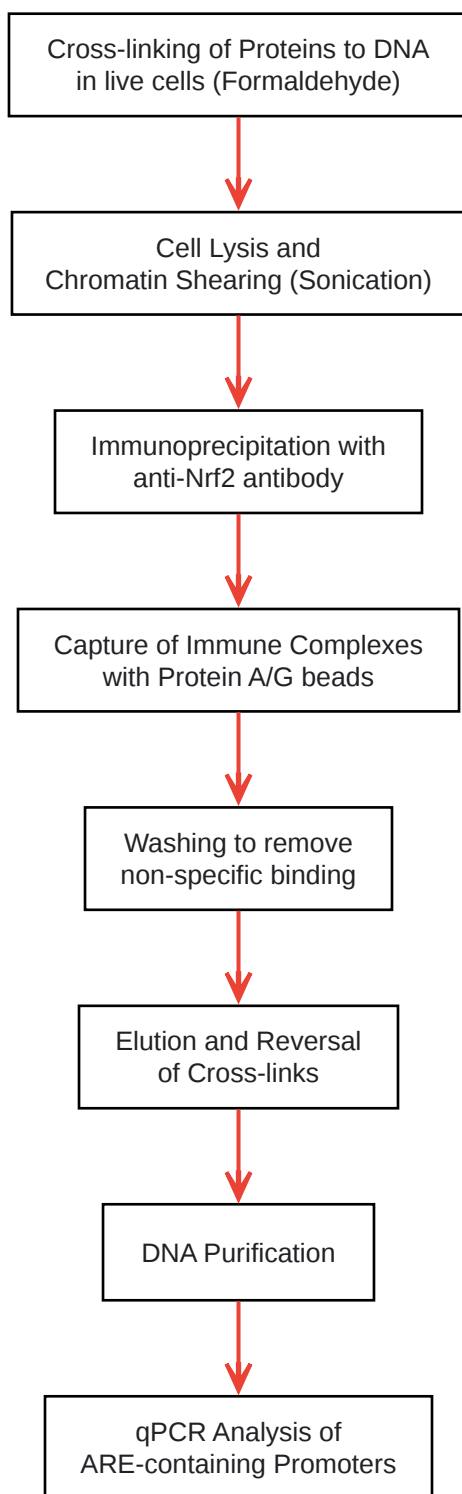 Cross-linking of Proteins to DNA
in live cells (Formaldehyde)
Cell Lysis and
Chromatin Shearing (Sonication)
Immunoprecipitation with
anti-Nrf2 antibody
Capture of Immune Complexes
with Protein A/G beads
Washing to remove
non-specific binding
Elution and Reversal
of Cross-links
DNA Purification
qPCR Analysis of
ARE-containing Promoters